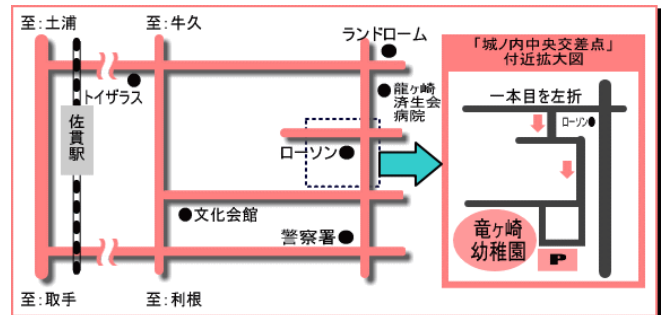 至:土浦
至:牛久
ランドローム
トイザラス
龍ヶ崎
済生会
病院
佐貫駅
ローソン
文化会館
警察署
至:取手
至:利根
「城ノ内中央交差点」
付近拡大図
一本目を左折
ローソン
竜ヶ崎
幼稚園
P